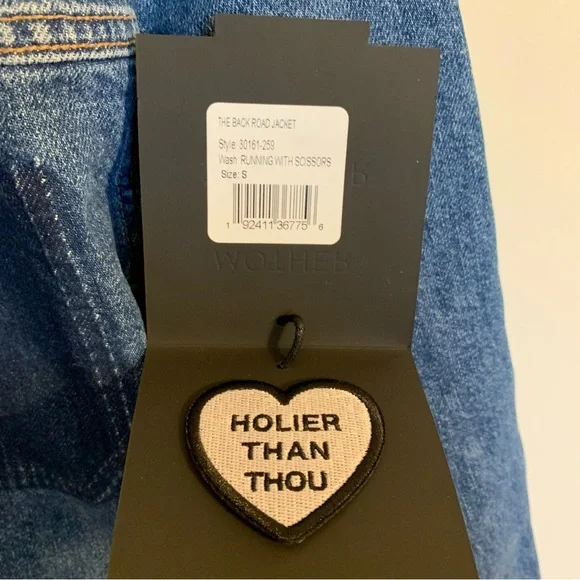 THE BACK ROAD JACKET
Style: 30161-259
Wash: RUNNING WITH SCISSORS
Size: S
1 92411 36775 6
MOTHER
HOLIER
THAN
THOU